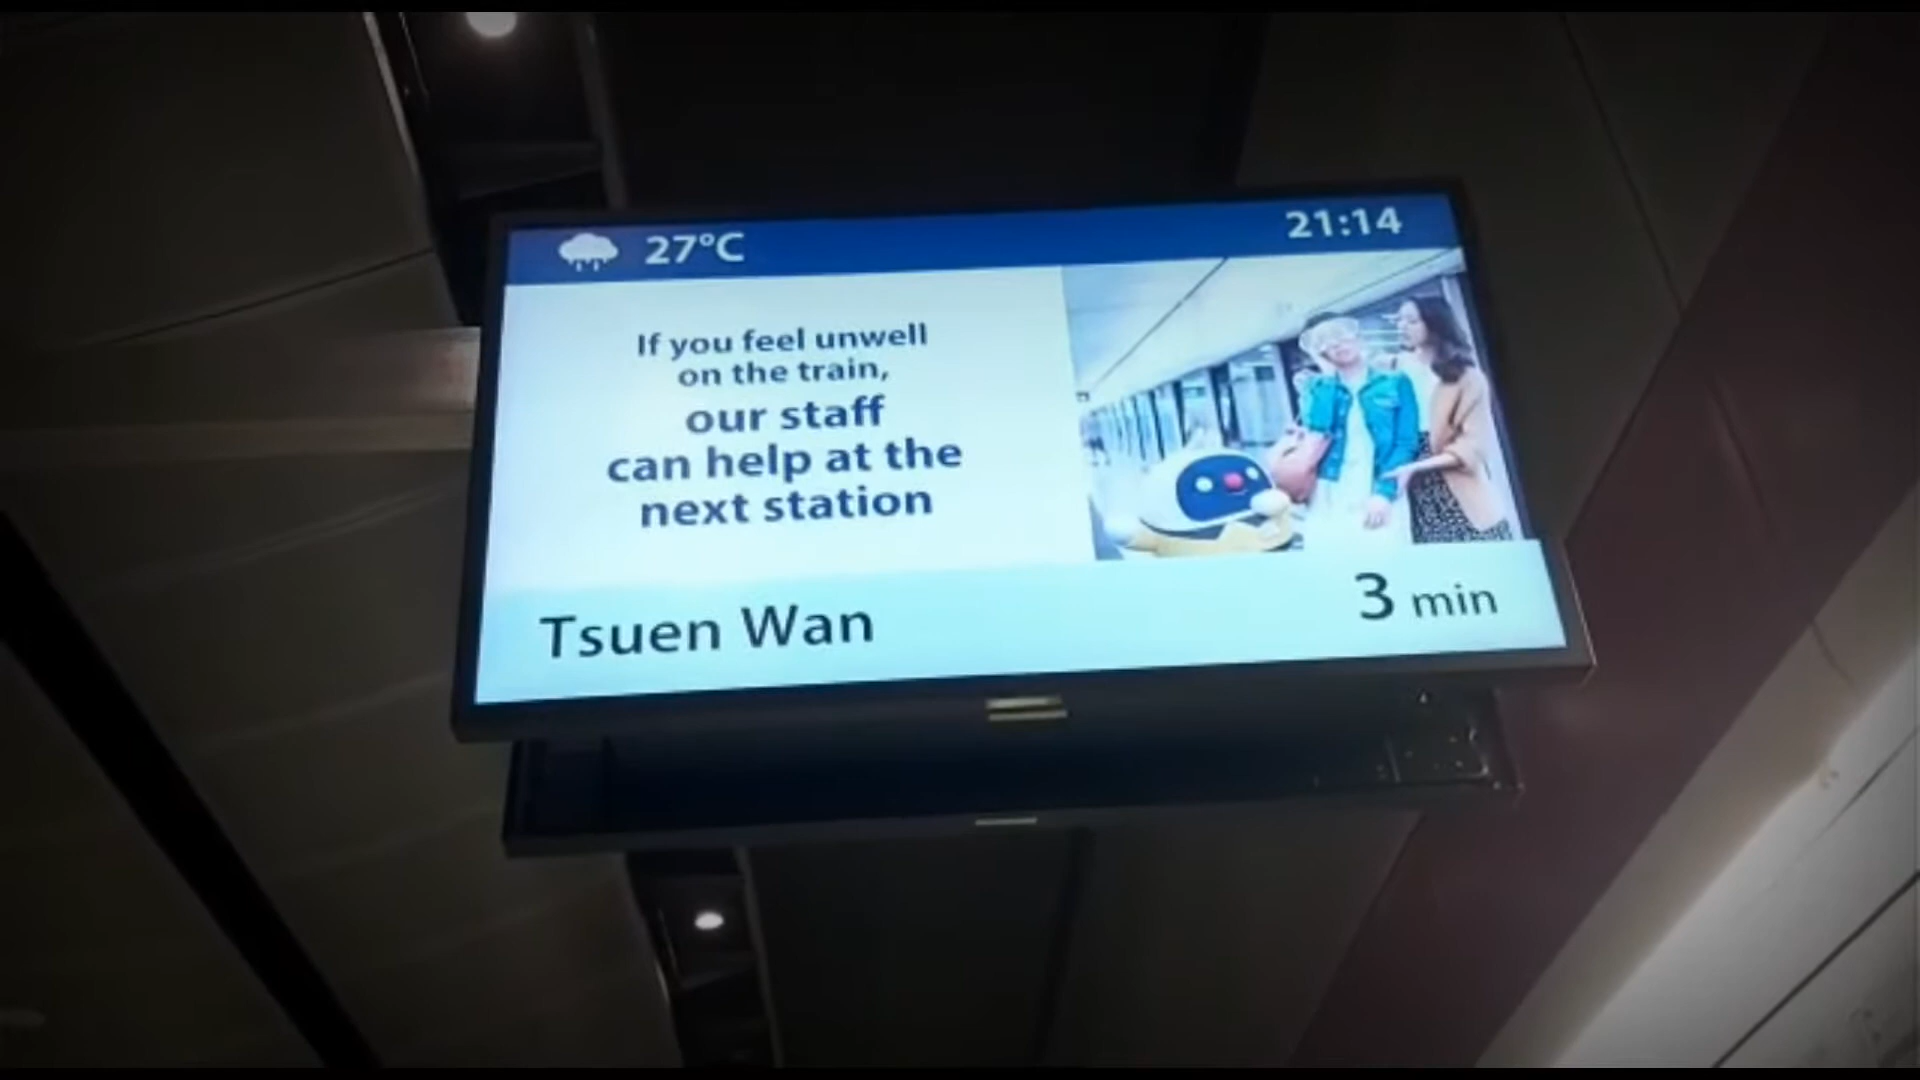 27°C
21:14
If you feel unwell
on the train,
our staff
can help at the
next station
Tsuen Wan
3 min